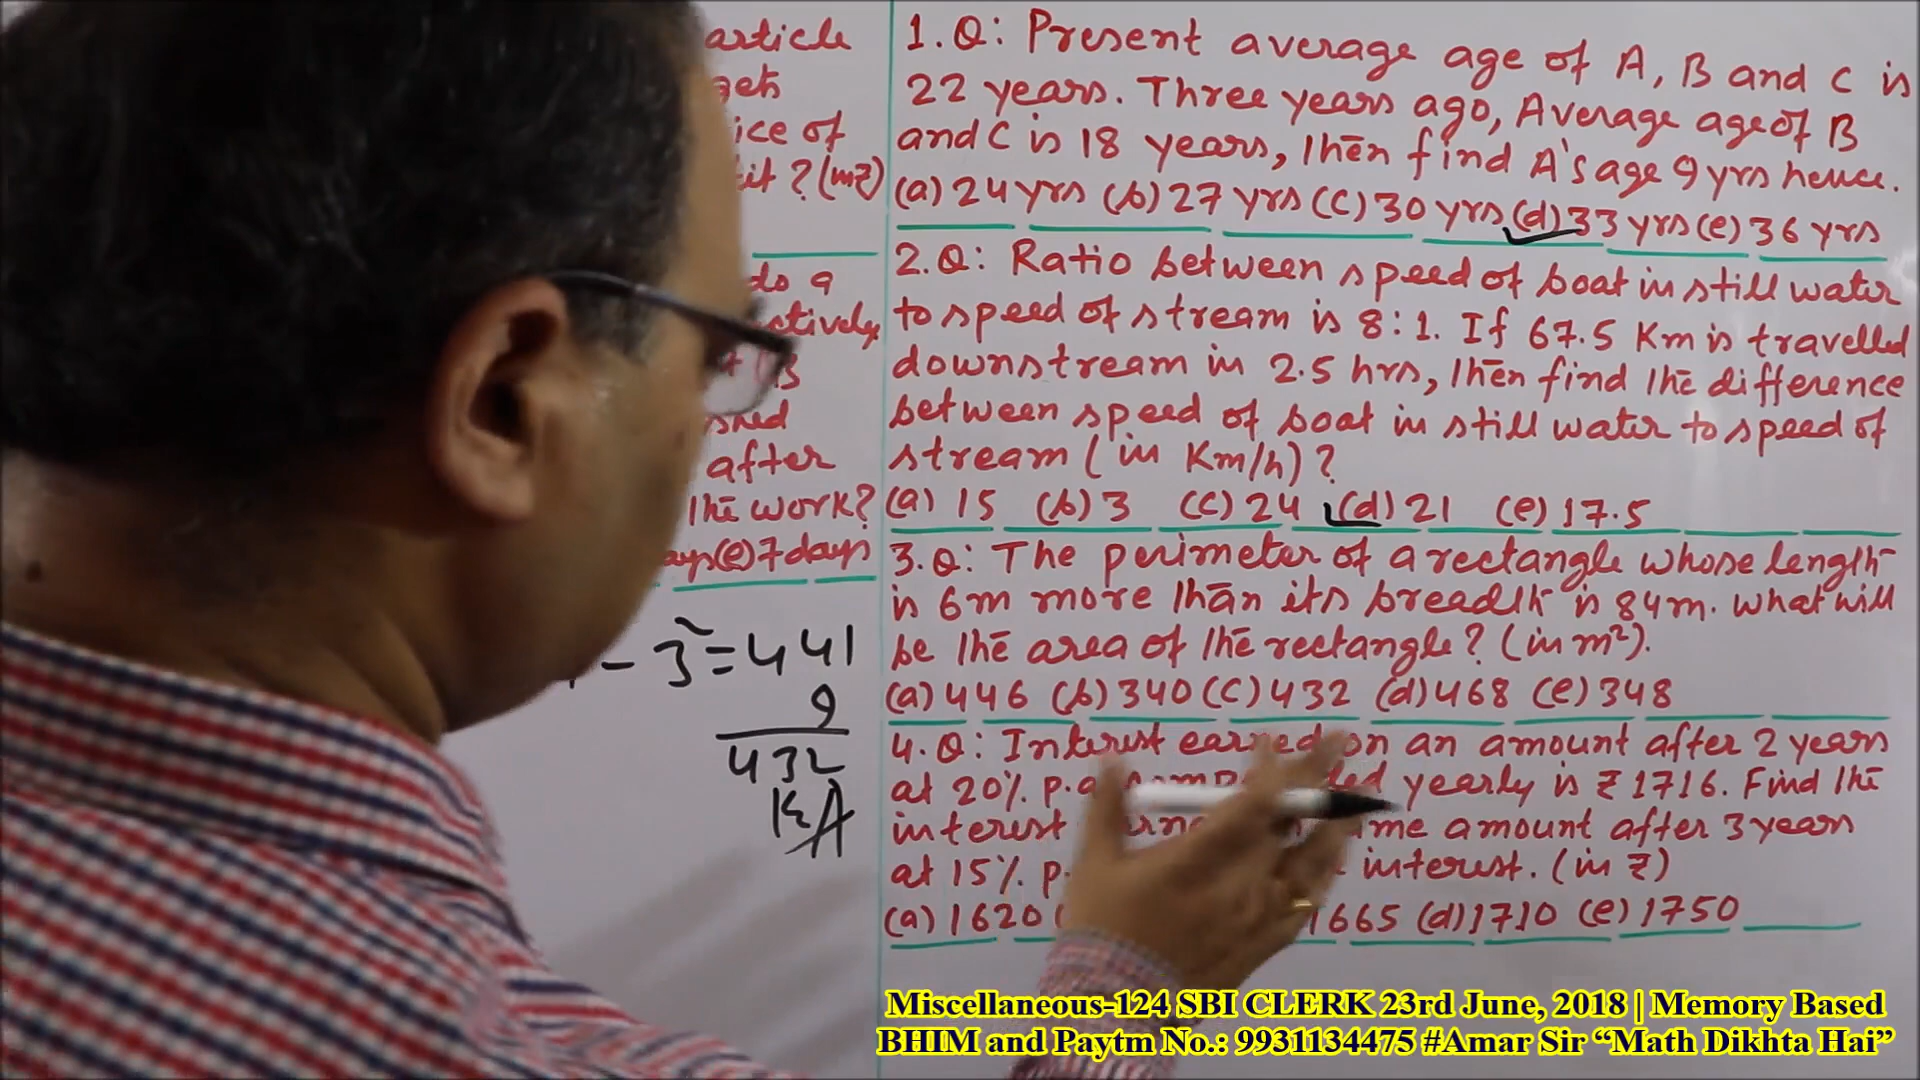 article
gets
ice of
it ? (in ₹)
do a
ctively.
B
shed
after
the work?
ays(e)7 days
- 3² = 441
9
432
1. Q: Present average age of A, B and C is
22 years. Three years ago, Average age of B
and C is 18 years, then find A's age 9 yrs hence.
(a) 24 yrs (b) 27 yrs (c) 30 yrs (d) 33 yrs (e) 36 yrs
2. Q: Ratio between speed of boat in still water
to speed of stream is 8:1. If 67.5 Km is travelled
downstream in 2.5 hrs, then find the difference
between speed of boat in still water to speed of
stream (in Km/h) ?
(a) 15 (b) 3 (c) 24 (d) 21 (e) 17.5
3. Q: The perimeter of a rectangle whose length
is 6m more than its breadth is 84m. What will
be the area of the rectangle? (in m²).
(a) 446 (b) 340 (c) 432 (d) 468 (e) 348
4. Q: Interest earned on an amount after 2 years
at 20% p.a yearly is ₹ 1716. Find the
interest amount after 3 years
at 15% p. interest. (in ₹)
(a) 1620 1665 (d) 1710 (e) 1750
Miscellaneous-124 SBI CLERK 23rd June, 2018 | Memory Based
BHIM and Paytm No.: 9931134475 #Amar Sir “Math Dikhta Hai”